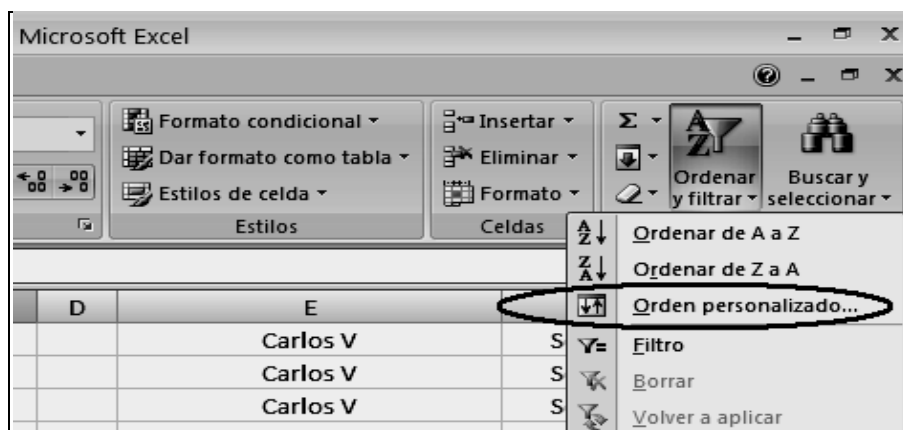 Microsoft Excel
Formato condicional
Dar formato como tabla
Estilos de celda
Estilos
Insertar
Eliminar
Formato
Celdas
Σ
Ordenar y filtrar
Buscar y seleccionar
Ordenar de A a Z
Ordenar de Z a A
Orden personalizado...
Filtro
Borrar
Volver a aplicar
D E
Carlos V S
Carlos V S
Carlos V S